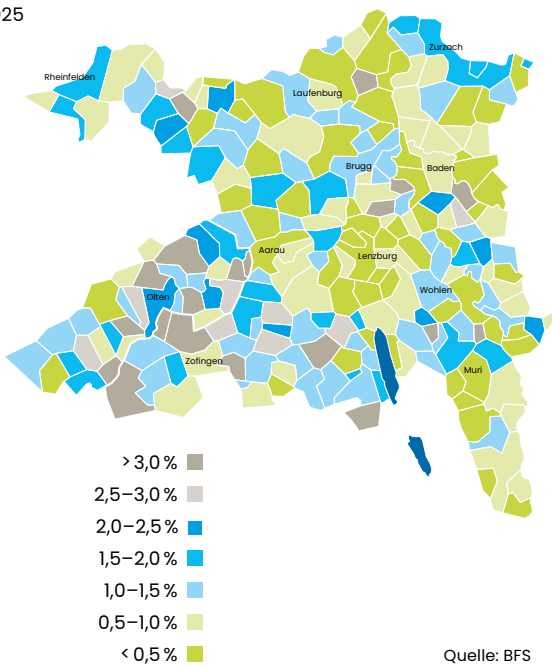 025
Zurzach
Rheinfelden
Laufenburg
Brugg
Baden
Aarau
Lenzburg
Wohlen
Olten
Zofingen
Muri
> 3,0 %
2,5–3,0 %
2,0–2,5 %
1,5–2,0 %
1,0–1,5 %
0,5–1,0 %
< 0,5 %
Quelle: BFS